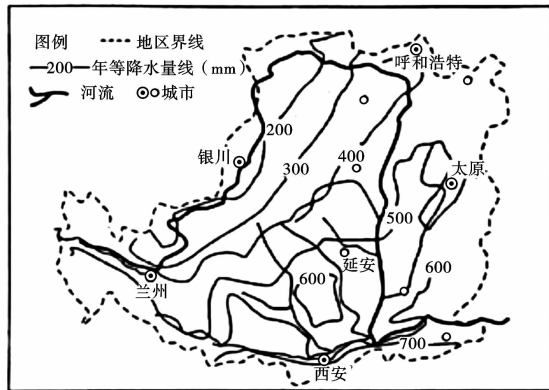 图例
地区界线
200 年等降水量线(mm)
河流
城市
呼和浩特
银川
太原
延安
兰州
西安
200
300
400
500
600
600
700